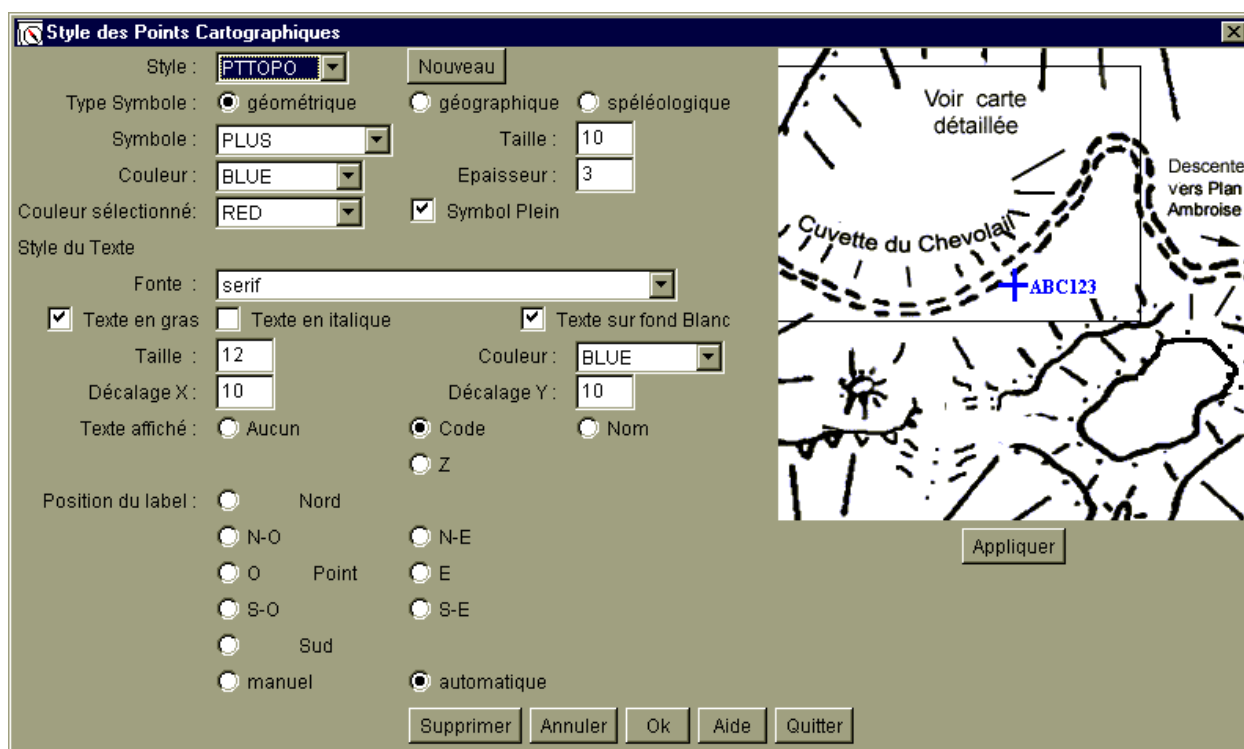 Style des Points Cartographiques
Style : PTTOPO Nouveau
Type Symbole : géométrique géographique spéléologique
Symbole : PLUS Taille : 10
Couleur : BLUE Epaisseur : 3
Couleur sélectionné: RED Symbol Plein
Style du Texte
Fonte : serif
Texte en gras Texte en italique Texte sur fond Blanc
Taille : 12 Couleur : BLUE
Décalage X : 10 Décalage Y : 10
Texte affiché : Aucun Code Nom
Z
Position du label : Nord
N-O N-E
O Point E
S-O S-E
Sud
manuel automatique
Supprimer Annuler Ok Aide Quitter
Voir carte
détaillée
Descente
vers Plan
Ambroise
Cuvette du Chevolail
ABC123
Appliquer